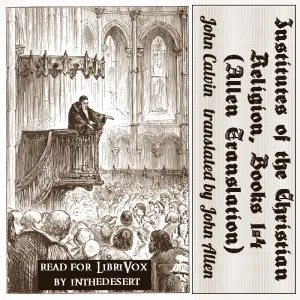 Institutes of the Christian
Religion, Books 1-4
(Allen Translation)
John Calvin translated by John Allen
READ FOR LIBRIVOX
BY INTHEDESERT